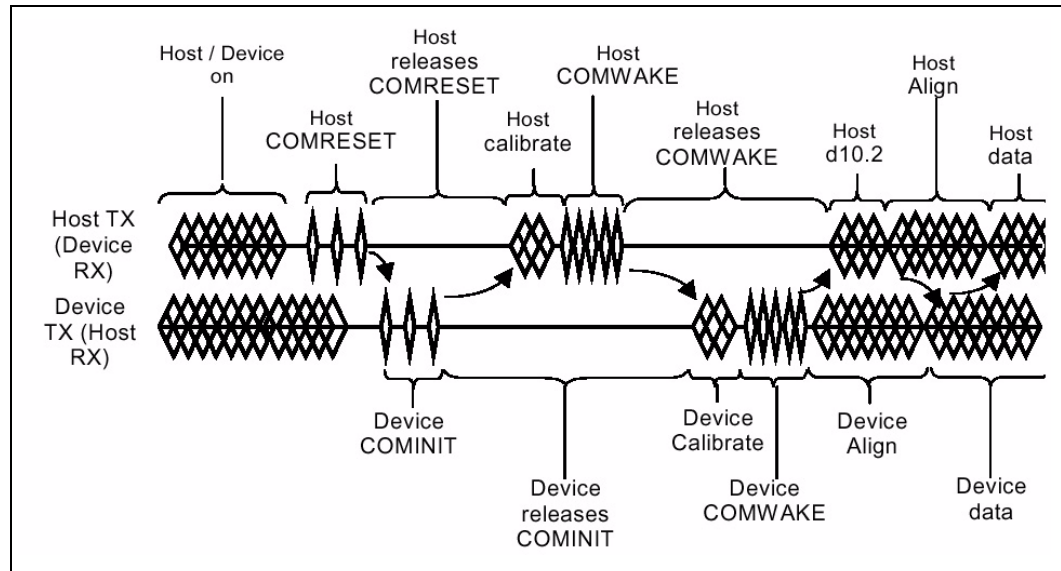 Host / Device
on
Host
COMRESET
Host
releases
COMRESET
Host
calibrate
Host
COMWAKE
Host
releases
COMWAKE
Host
d10.2
Host
Align
Host
data
Host TX
(Device
RX)
Device
TX (Host
RX)
Device
COMINIT
Device
releases
COMINIT
Device
Calibrate
Device
COMWAKE
Device
Align
Device
data